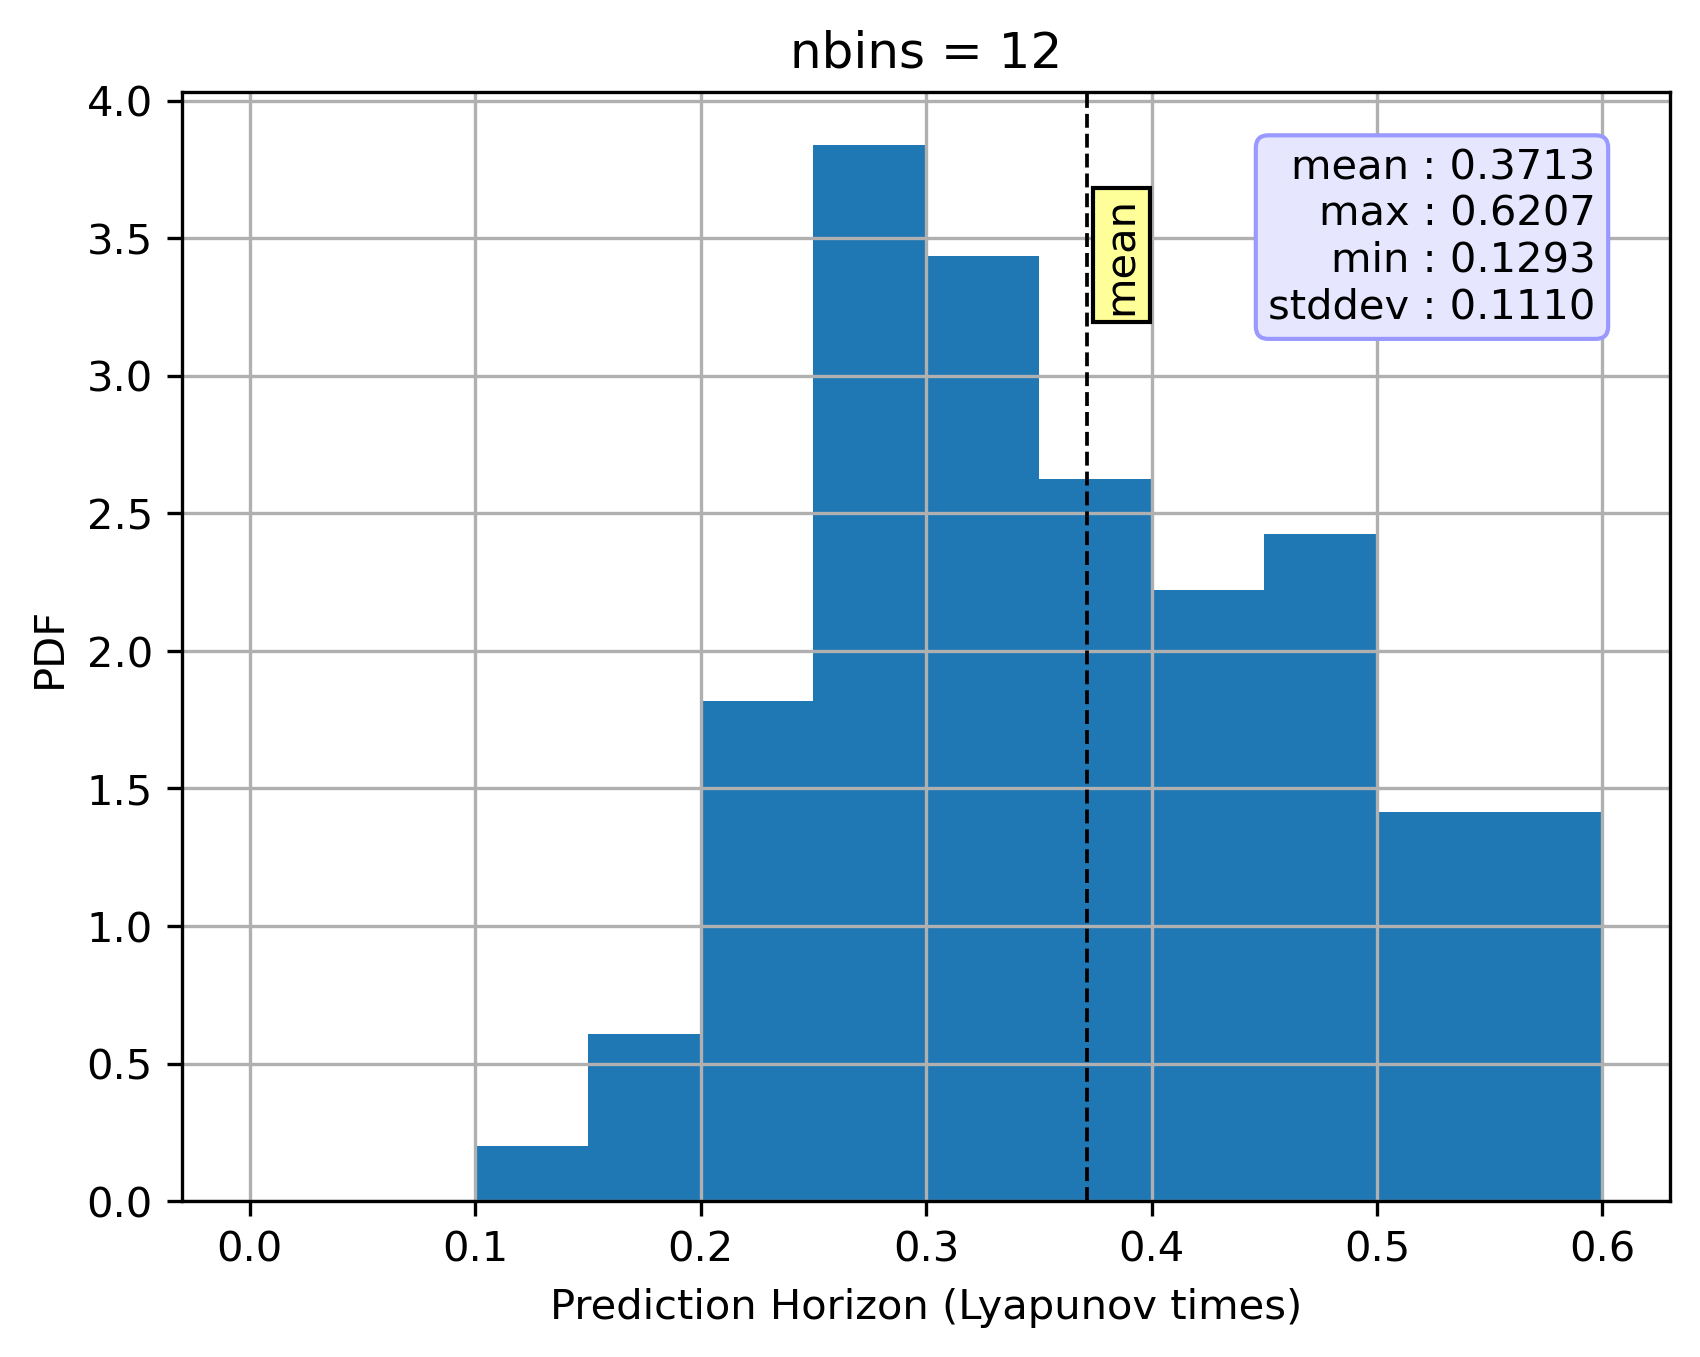 nbins = 12
4.0
3.5
3.0
2.5
2.0
1.5
1.0
0.5
0.0
PDF
mean
mean : 0.3713
max : 0.6207
min : 0.1293
stddev : 0.1110
0.0 0.1 0.2 0.3 0.4 0.5 0.6
Prediction Horizon (Lyapunov times)